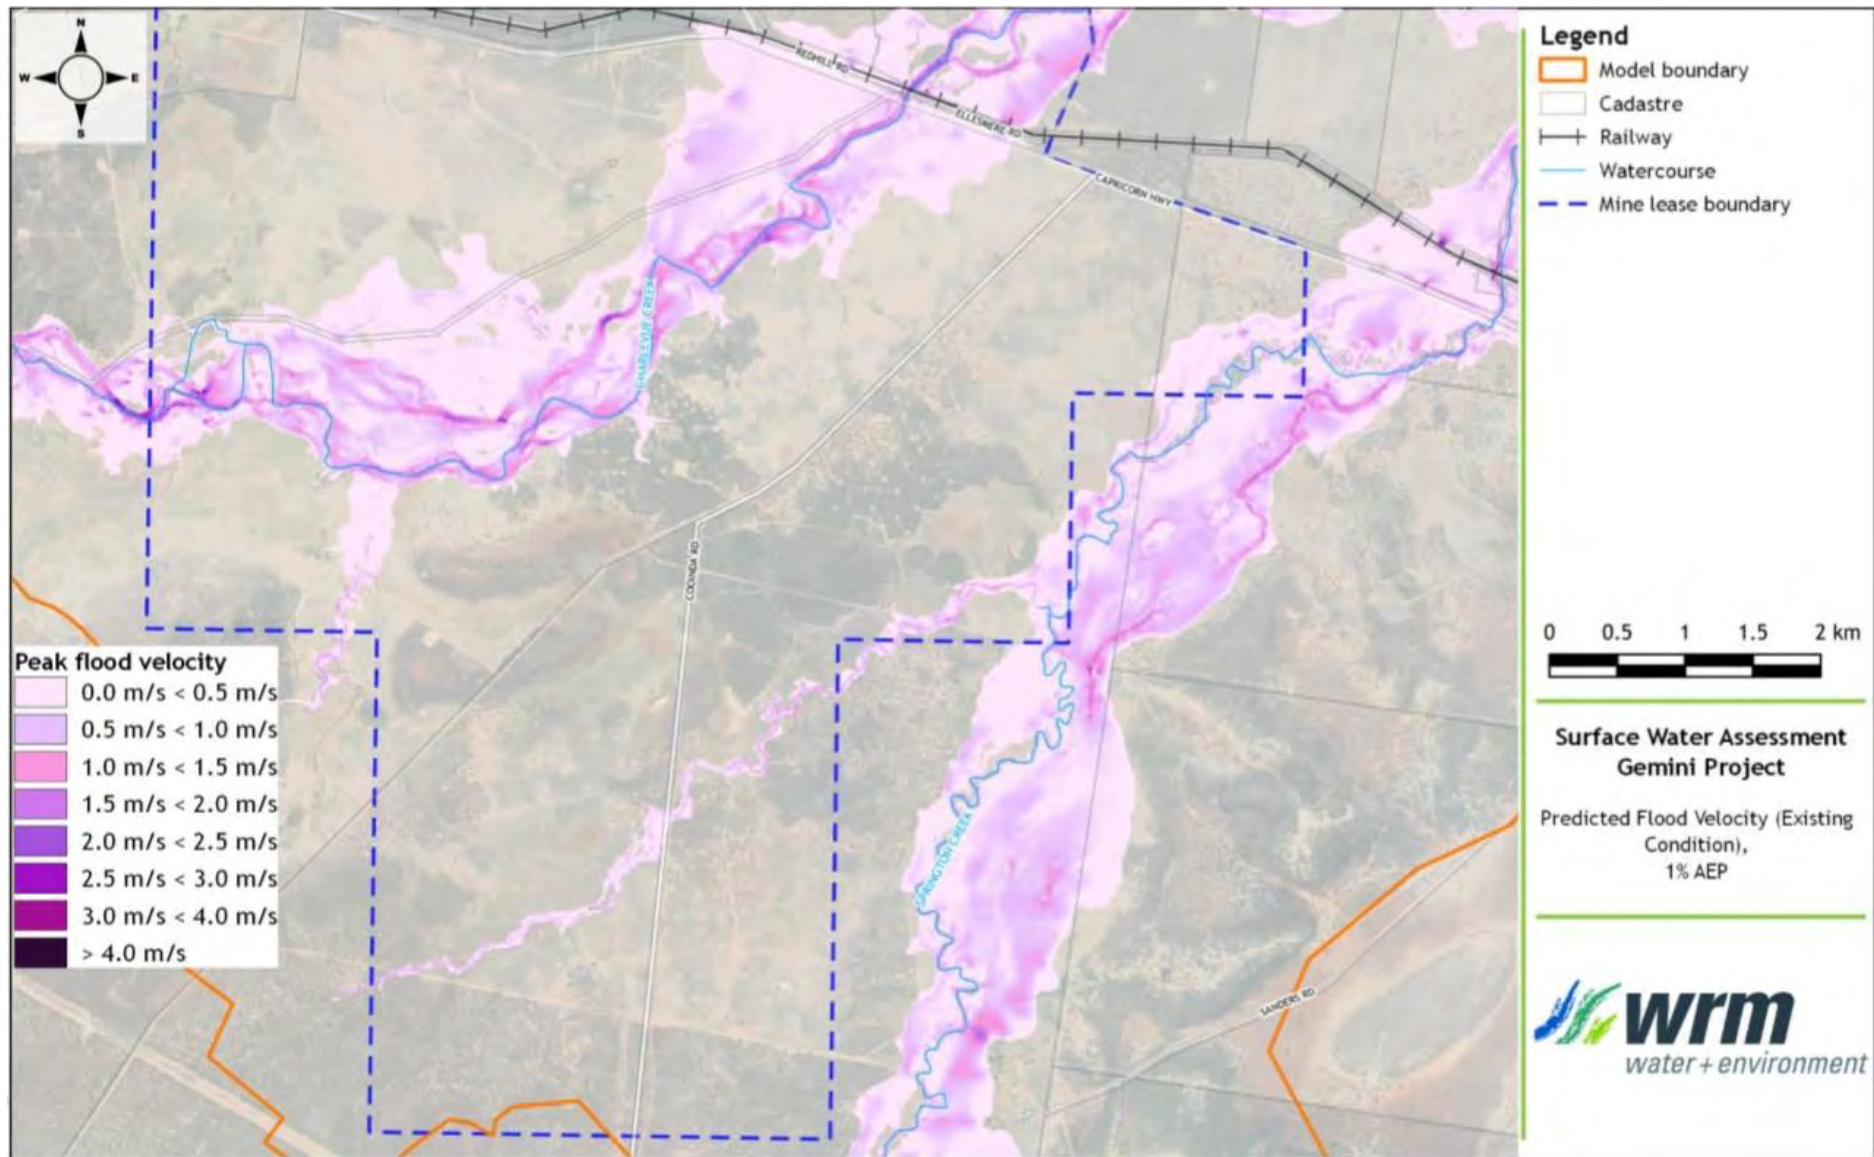 N
W
E
S
REDHILL RD
ELLESMERE RD
CAPRICORN HWY
CHARLEVUE CREEK
COOINDA RD
SPRINGTON CREEK
SANDERS RD
Peak flood velocity
0.0 m/s < 0.5 m/s
0.5 m/s < 1.0 m/s
1.0 m/s < 1.5 m/s
1.5 m/s < 2.0 m/s
2.0 m/s < 2.5 m/s
2.5 m/s < 3.0 m/s
3.0 m/s < 4.0 m/s
> 4.0 m/s
Legend
Model boundary
Cadastre
Railway
Watercourse
Mine lease boundary
0 0.5 1 1.5 2 km
Surface Water Assessment
Gemini Project
Predicted Flood Velocity (Existing
Condition),
1% AEP
wrm
water + environment